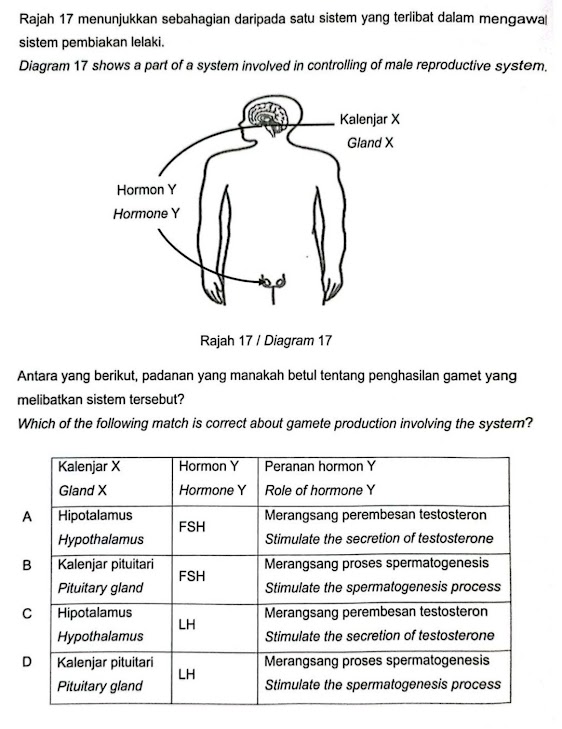 Rajah 17 menunjukkan sebahagian daripada satu sistem yang terlibat dalam mengawal
sistem pembiakan lelaki.
Diagram 17 shows a part of a system involved in controlling of male reproductive system.
Kalenjar X
Gland X
Hormon Y
Hormone Y
Rajah 17 / Diagram 17
Antara yang berikut, padanan yang manakah betul tentang penghasilan gamet yang
melibatkan sistem tersebut?
Which of the following match is correct about gamete production involving the system?
Kalenjar X Hormon Y Peranan hormon Y
Gland X Hormone Y Role of hormone Y
A Hipotalamus FSH Merangsang perembesan testosteron
Hypothalamus Stimulate the secretion of testosterone
B Kalenjar pituitari FSH Merangsang proses spermatogenesis
Pituitary gland Stimulate the spermatogenesis process
C Hipotalamus LH Merangsang perembesan testosteron
Hypothalamus Stimulate the secretion of testosterone
D Kalenjar pituitari LH Merangsang proses spermatogenesis
Pituitary gland Stimulate the spermatogenesis process